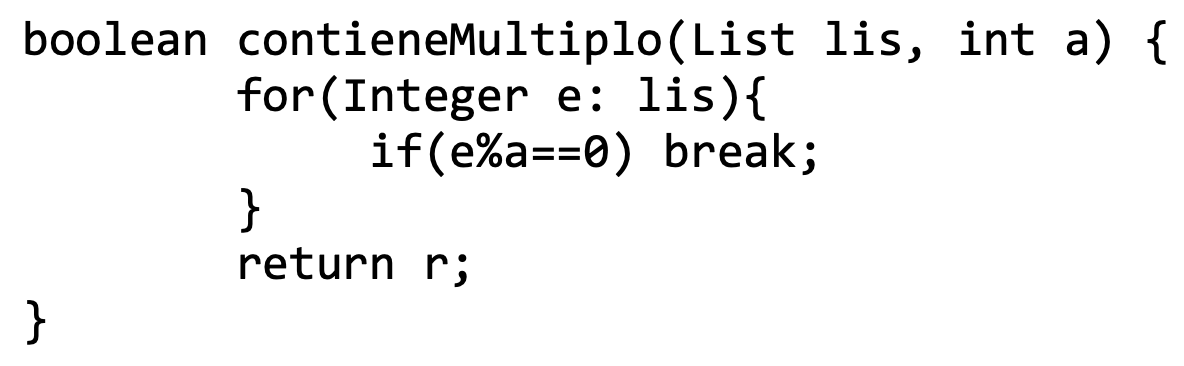 boolean contieneMultiplo(List lis, int a) {
for(Integer e: lis){
if(e%a==0) break;
}
return r;
}